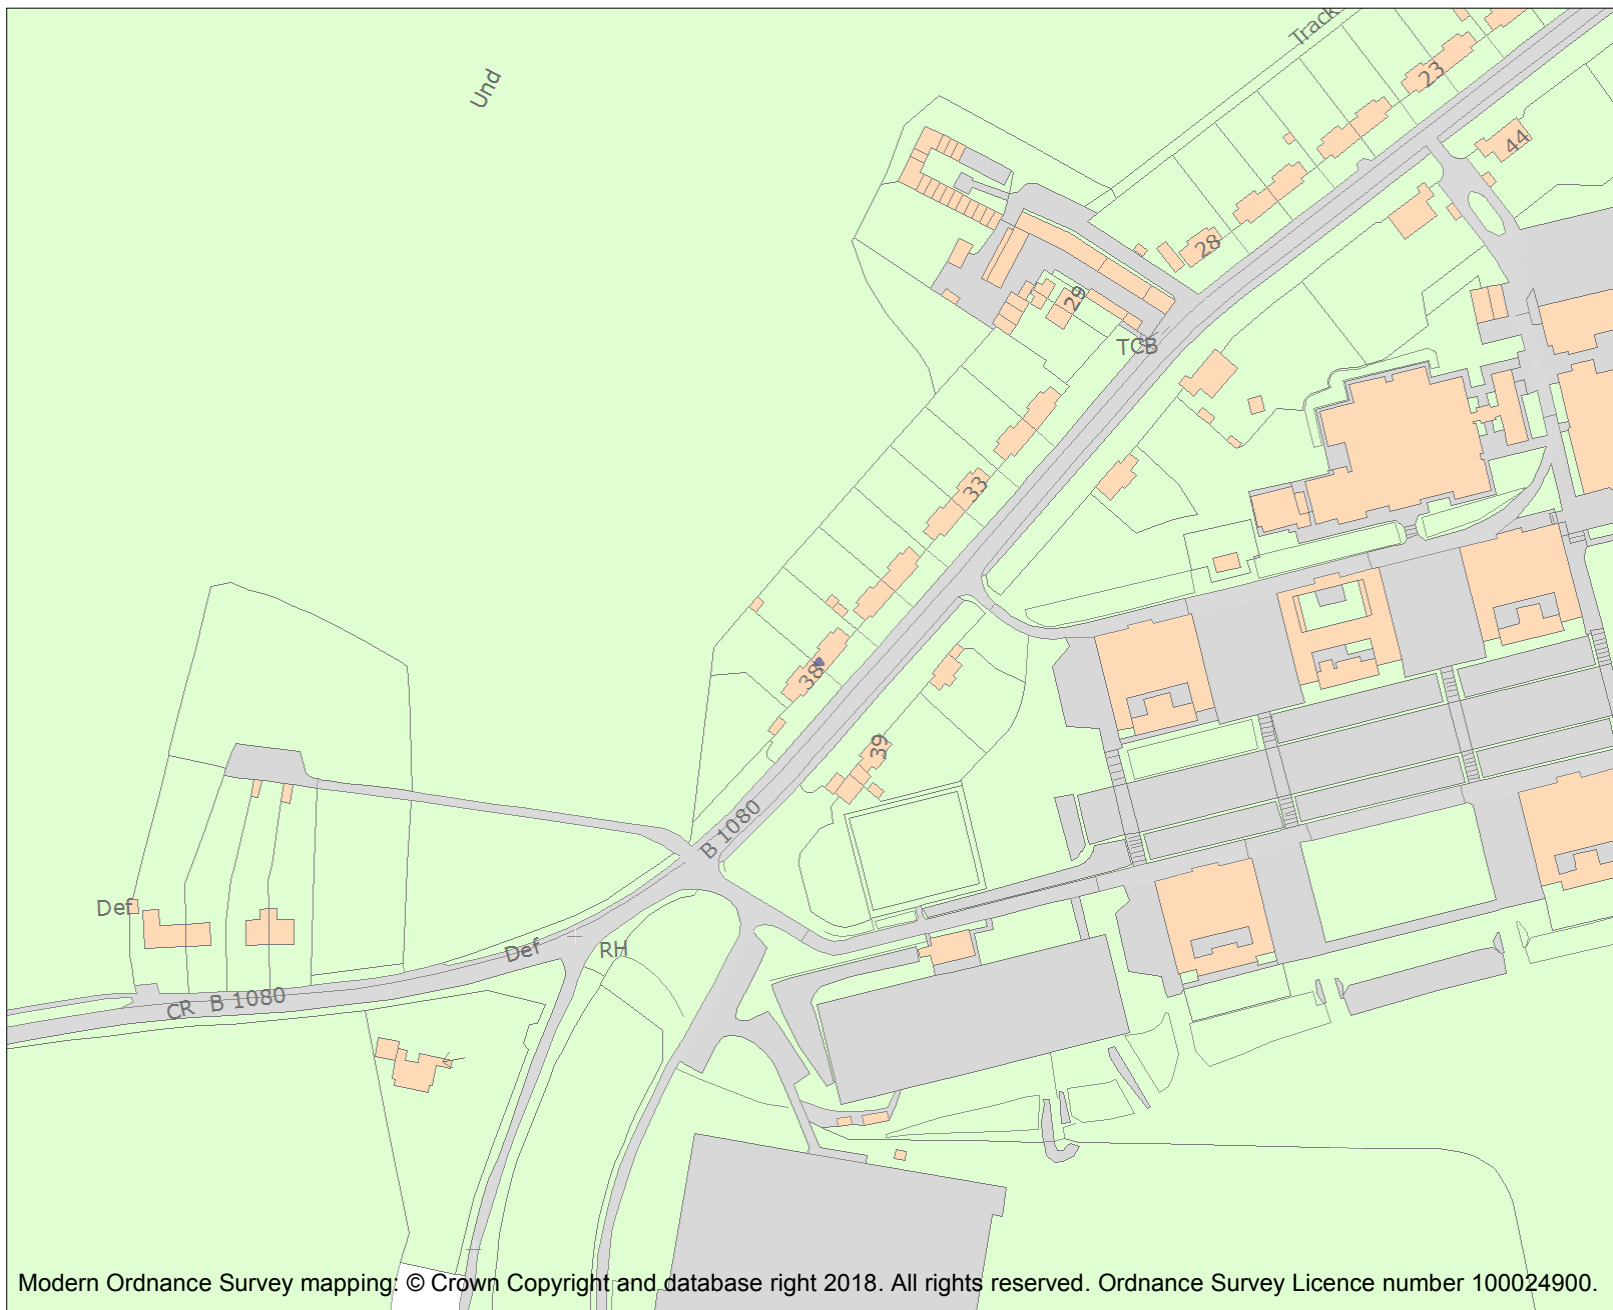 Track
Und
23
44
28
29
TCB
33
38
39
B 1080
Def
Def
RH
CR B 1080
Modern Ordnance Survey mapping: © Crown Copyright and database right 2018. All rights reserved. Ordnance Survey Licence number 100024900.